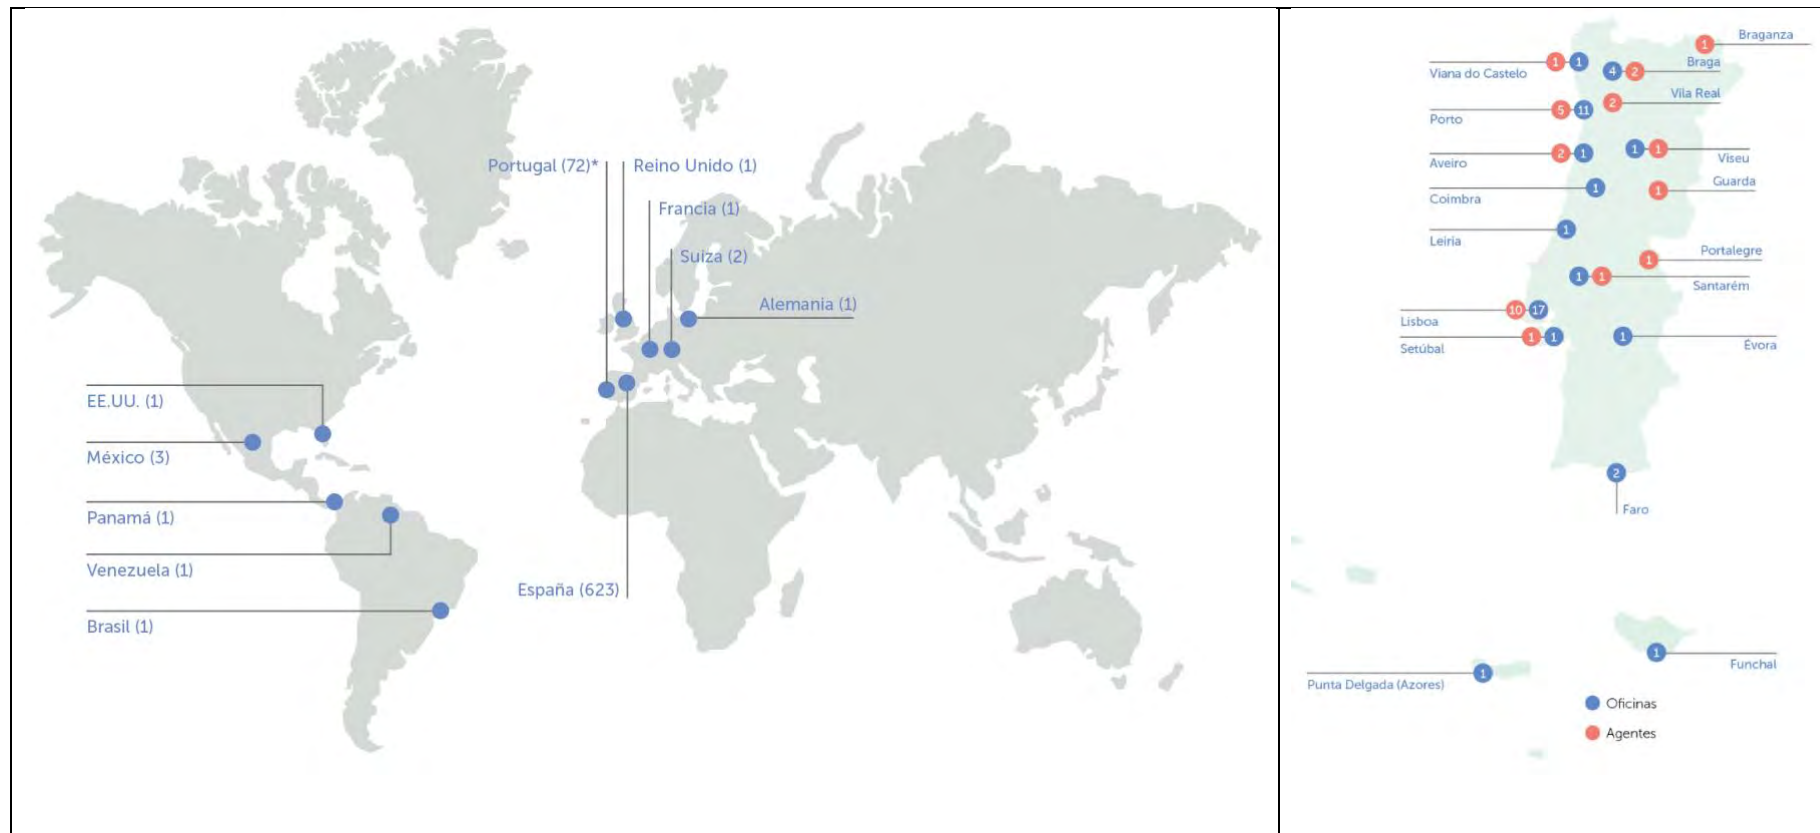 Portugal (72)*
Reino Unido (1)
Francia (1)
Suiza (2)
Alemania (1)
EE.UU. (1)
México (3)
Panamá (1)
Venezuela (1)
España (623)
Brasil (1)
1
Braganza
Viana do Castelo
1 1
4 2
Braga
2
Vila Real
Porto
5 11
Aveiro
2 1
1 1
Viseu
Coimbra
1
1
Guarda
Leiria
1
1
Portalegre
1 1
Santarém
Lisboa
10 17
Setúbal
1 1
1
Évora
2
Faro
1
Funchal
Punta Delgada (Azores)
1
Oficinas
Agentes